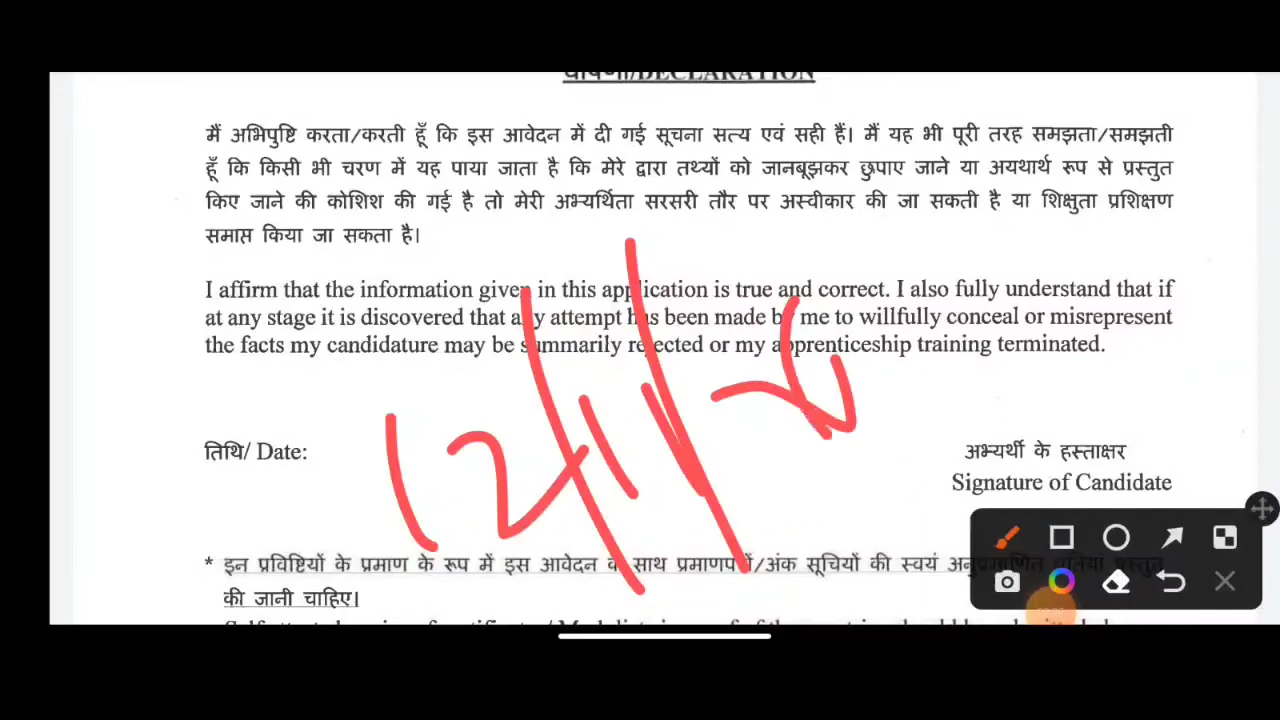 घोषणा/DECLARATION
मैं अभिपुष्टि करता/करती हूँ कि इस आवेदन में दी गई सूचना सत्य एवं सही हैं। मैं यह भी पूरी तरह समझता/समझती
हूँ कि किसी भी चरण में यह पाया जाता है कि मेरे द्वारा तथ्यों को जानबूझकर छुपाए जाने या अयथार्थ रूप से प्रस्तुत
किए जाने की कोशिश की गई है तो मेरी अभ्यर्थिता सरसरी तौर पर अस्वीकार की जा सकती है या शिक्षुता प्रशिक्षण
समाप्त किया जा सकता है।
I affirm that the information given in this application is true and correct. I also fully understand that if
at any stage it is discovered that any attempt has been made by me to willfully conceal or misrepresent
the facts my candidature may be summarily rejected or my apprenticeship training terminated.
तिथि/ Date:
12/11/
अभ्यर्थी के हस्ताक्षर
Signature of Candidate
* इन प्रविष्टियों के प्रमाण के रूप में इस आवेदन के साथ प्रमाणपत्रों/अंक सूचियों की स्वयं अनुप्रमाणित प्रतियां प्रस्तुत
की जानी चाहिए।